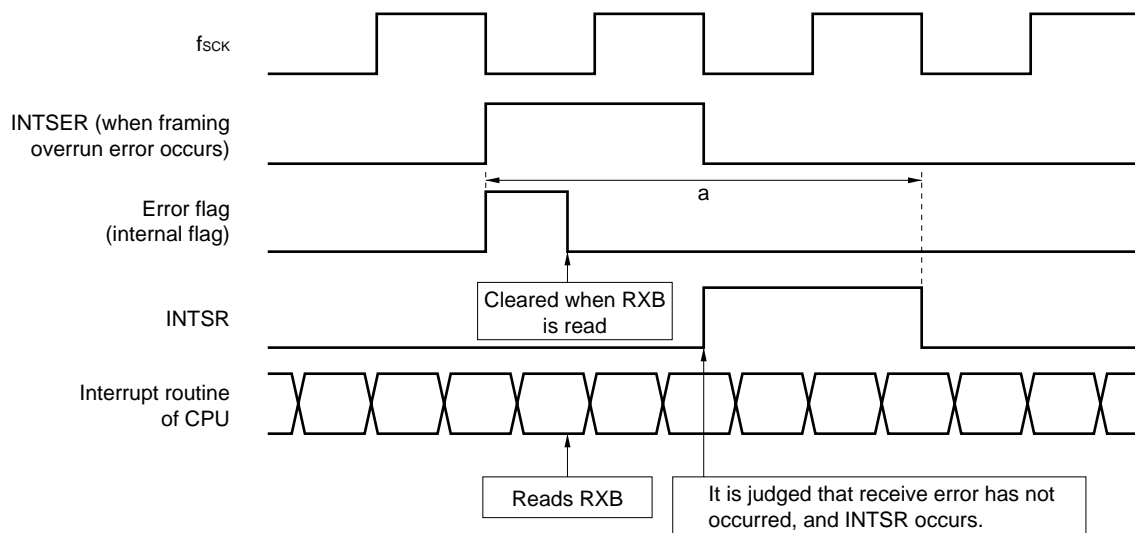 fSCK
INTSER (when framing
overrun error occurs)
a
Error flag
(internal flag)
Cleared when RXB
is read
INTSR
Interrupt routine
of CPU
Reads RXB
It is judged that receive error has not
occurred, and INTSR occurs.